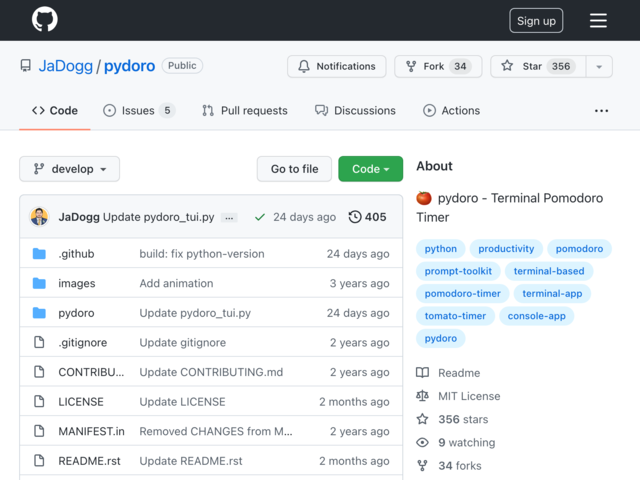 Sign up
JaDogg / pydoro Public
Notifications Fork 34 Star 356
Code Issues 5 Pull requests Discussions Actions ...
develop Go to file Code
JaDogg Update pydoro_tui.py ... 24 days ago 405
.github build: fix python-version 24 days ago
images Add animation 3 years ago
pydoro Update pydoro_tui.py 24 days ago
.gitignore Update gitignore 2 years ago
CONTRIBU... Update CONTRIBUTING.md 2 years ago
LICENSE Update LICENSE 2 months ago
MANIFEST.in Removed CHANGES from M... 2 years ago
README.rst Update README.rst 2 months ago
About
pydoro - Terminal Pomodoro
Timer
python productivity pomodoro
prompt-toolkit terminal-based
pomodoro-timer terminal-app
tomato-timer console-app
pydoro
Readme
MIT License
356 stars
9 watching
34 forks